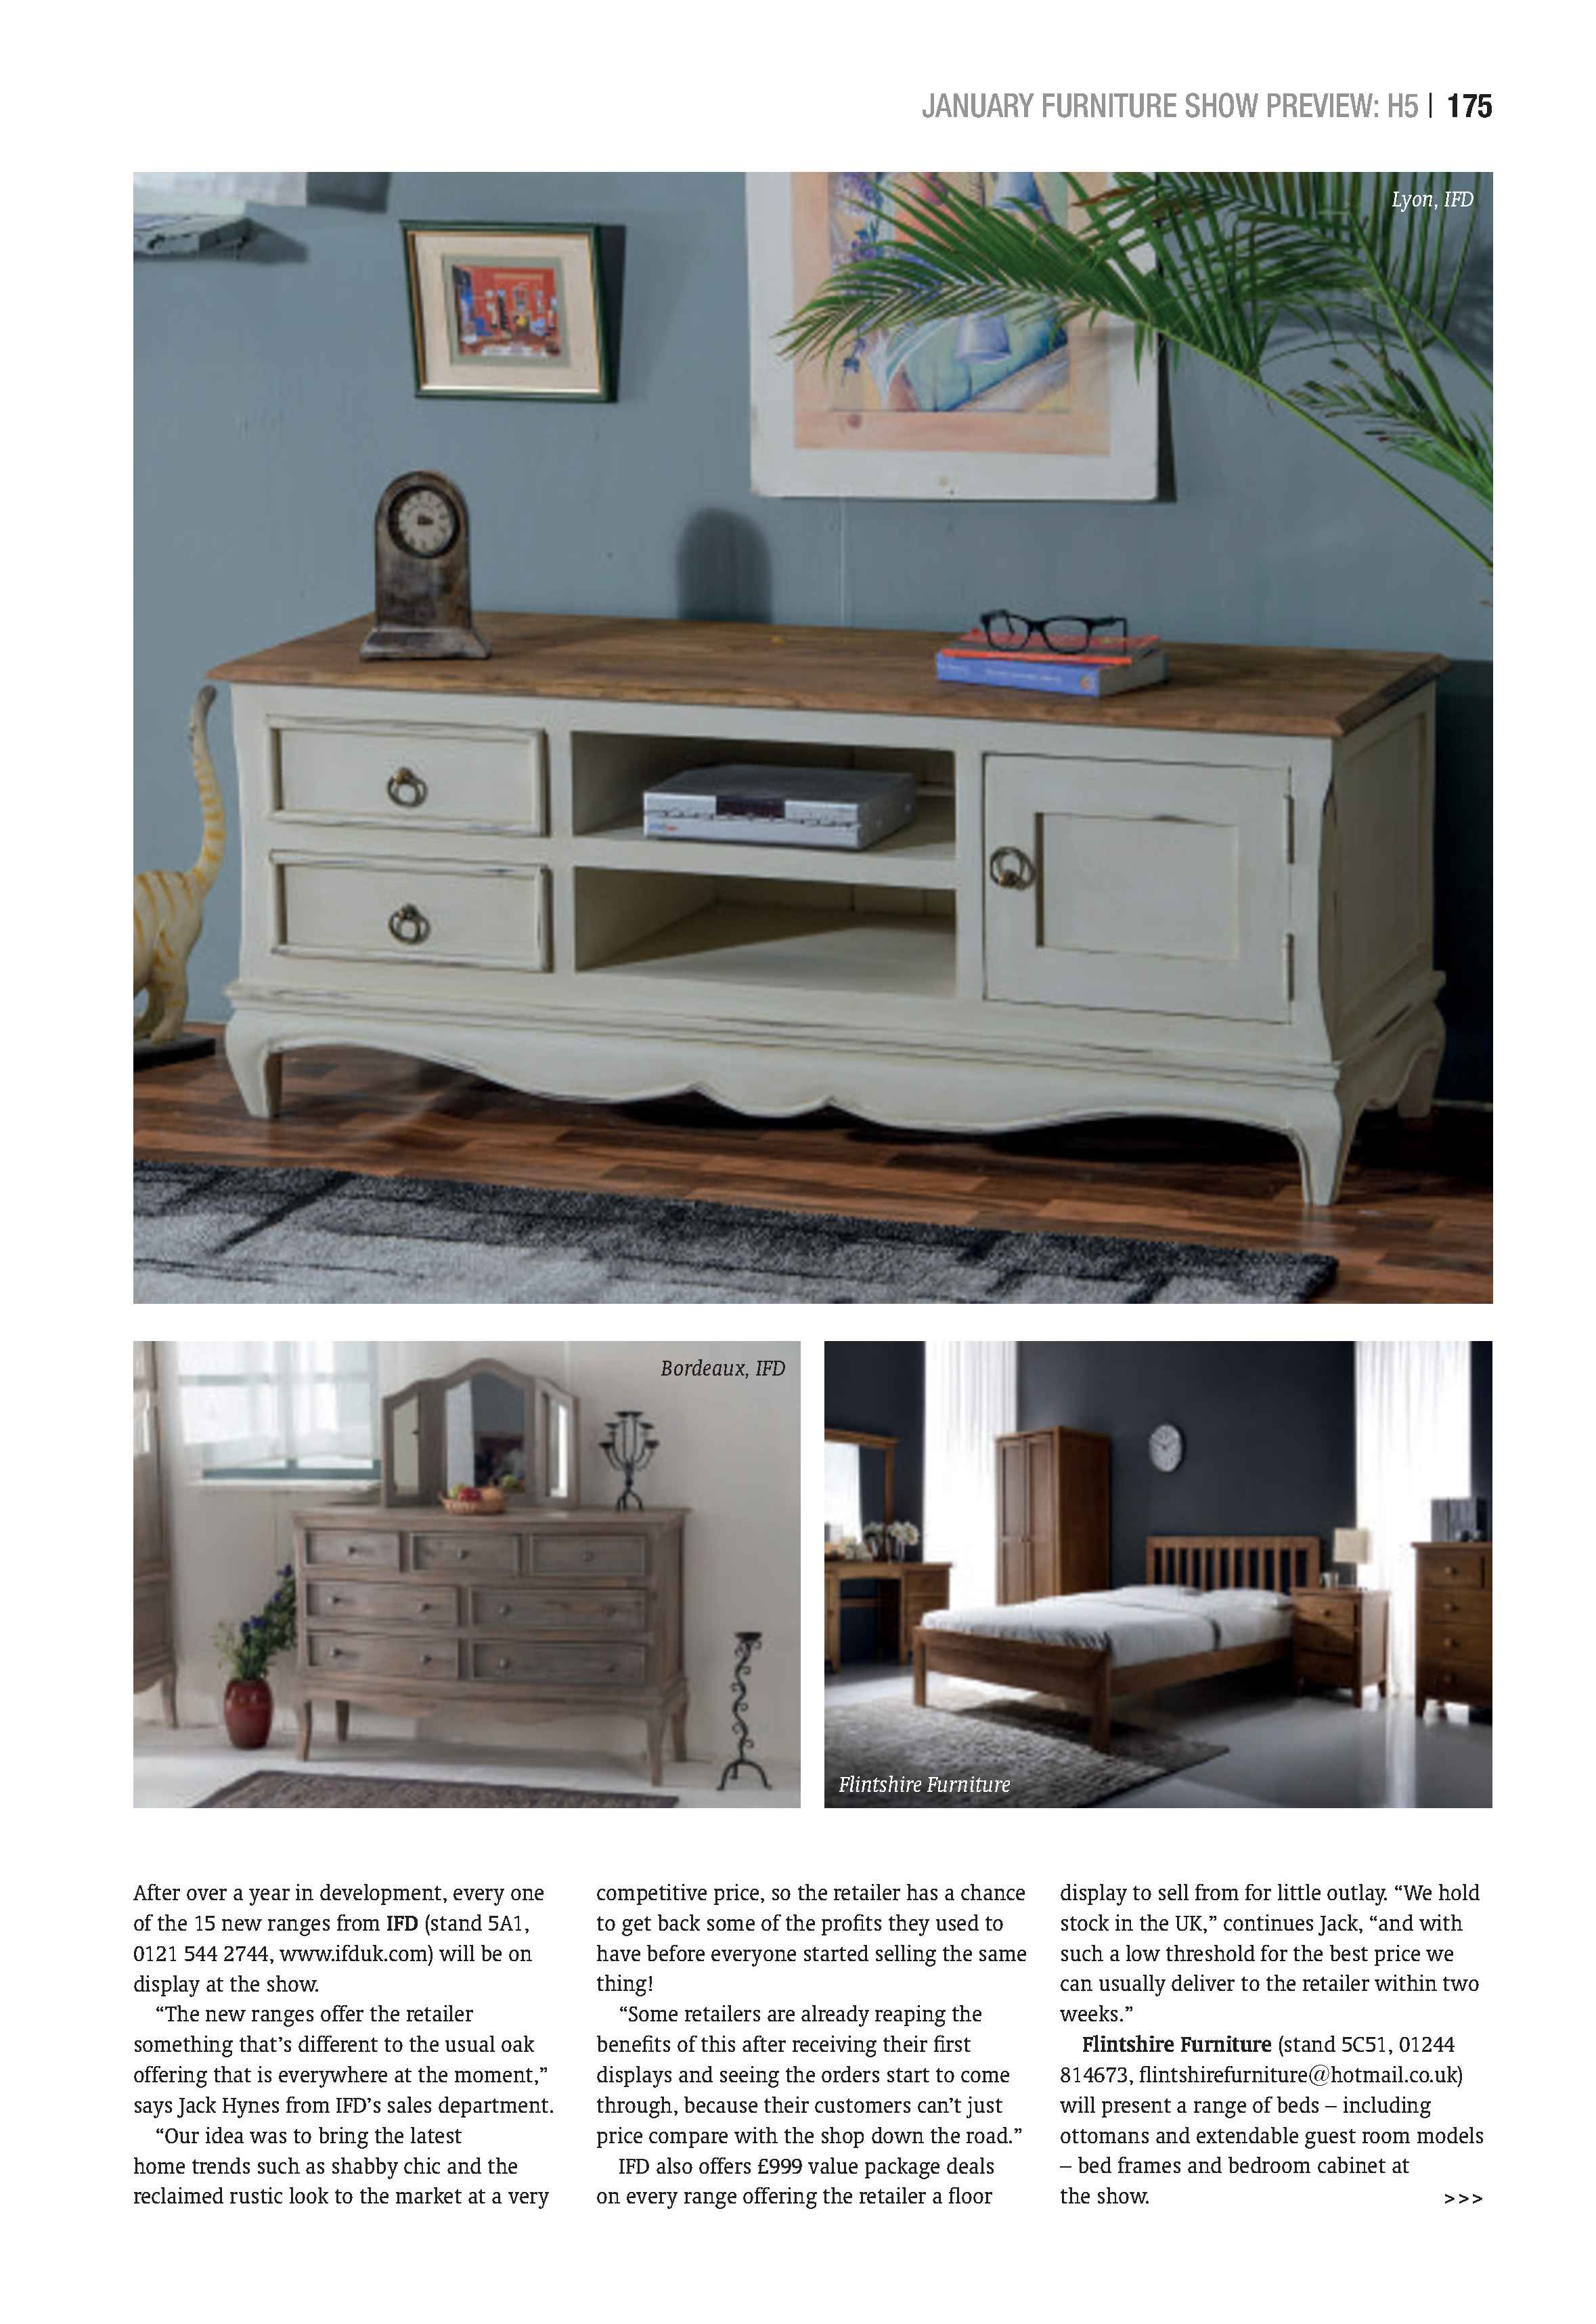 JANUARY FURNITURE SHOW PREVIEW: H5 | 175
Lyon, IFD
Bordeaux, IFD
Flintshire Furniture
After over a year in development, every one
of the 15 new ranges from IFD (stand 5A1,
0121 544 2744, www.ifduk.com) will be on
display at the show.
“The new ranges offer the retailer
something that’s different to the usual oak
offering that is everywhere at the moment,”
says Jack Hynes from IFD’s sales department.
“Our idea was to bring the latest
home trends such as shabby chic and the
reclaimed rustic look to the market at a very
competitive price, so the retailer has a chance
to get back some of the profits they used to
have before everyone started selling the same
thing!
“Some retailers are already reaping the
benefits of this after receiving their first
displays and seeing the orders start to come
through, because their customers can’t just
price compare with the shop down the road.”
IFD also offers £999 value package deals
on every range offering the retailer a floor
display to sell from for little outlay. “We hold
stock in the UK,” continues Jack, “and with
such a low threshold for the best price we
can usually deliver to the retailer within two
weeks.”
Flintshire Furniture (stand 5C51, 01244
814673, flintshirefurniture@hotmail.co.uk)
will present a range of beds – including
ottomans and extendable guest room models
– bed frames and bedroom cabinet at
the show. >>>